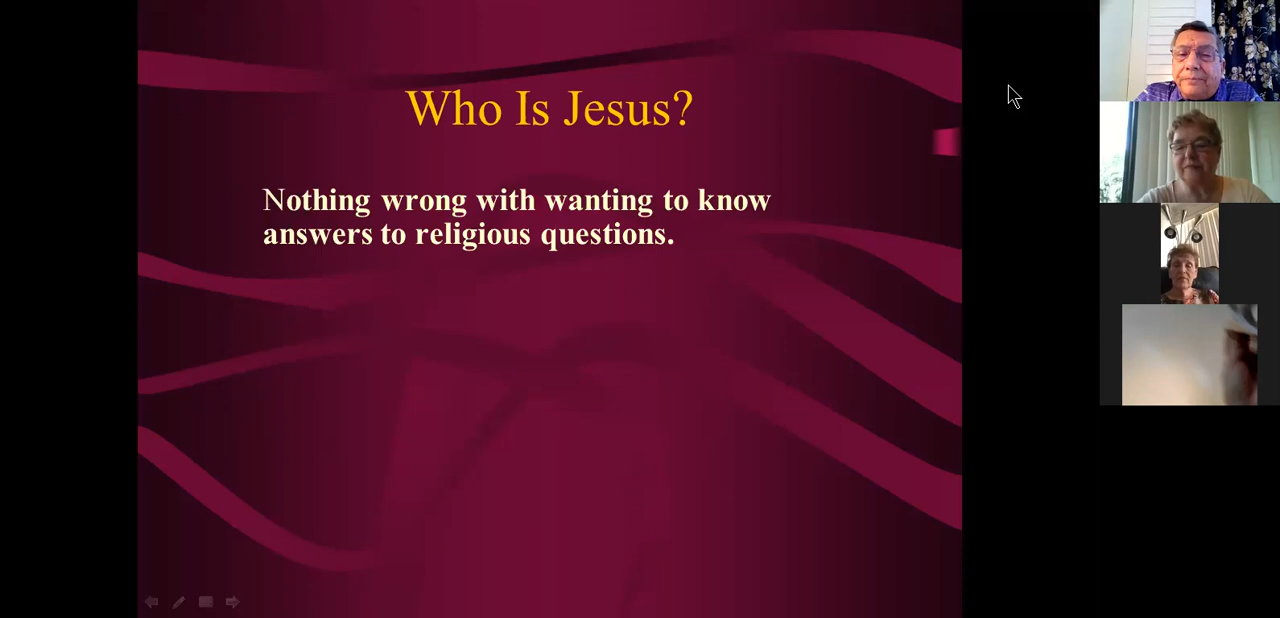 Who Is Jesus?
Nothing wrong with wanting to know
answers to religious questions.